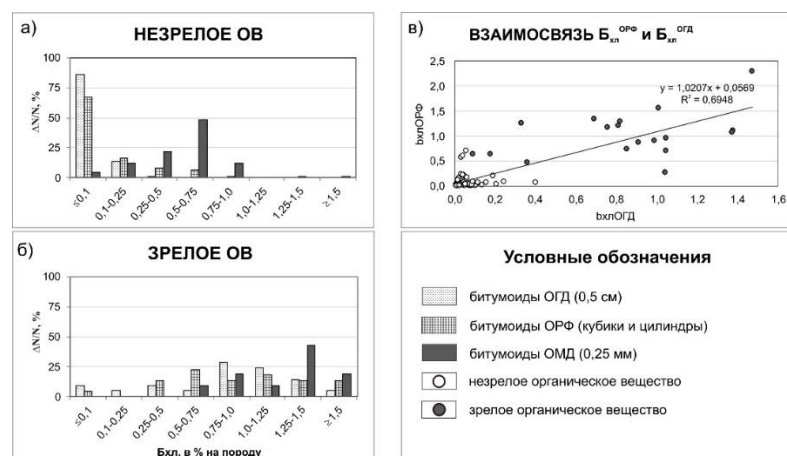 а)
НЕЗРЕЛОЕ ОВ
ΔN/N, %
100
75
50
25
0
≤0,1
0,1-0,25
0,25-0,5
0,5-0,75
0,75-1,0
1,0-1,25
1,25-1,5
≥1,5
б)
ЗРЕЛОЕ ОВ
ΔN/N, %
100
75
50
25
0
≤0,1
0,1-0,25
0,25-0,5
0,5-0,75
0,75-1,0
1,0-1,25
1,25-1,5
≥1,5
Бхл, в % на породу
в)
ВЗАИМОСВЯЗЬ Бхл ОРФ и Бхл ОГД
bхлОРФ
2,5
2,0
1,5
1,0
0,5
0,0
y = 1,0207x + 0,0569
R² = 0,6948
0,0 0,2 0,4 0,6 0,8 1,0 1,2 1,4 1,6
bхлОГД
Условные обозначения
битумоиды ОГД (0,5 см)
битумоиды ОРФ (кубики и цилиндры)
битумоиды ОМД (0,25 мм)
незрелое органическое вещество
зрелое органическое вещество